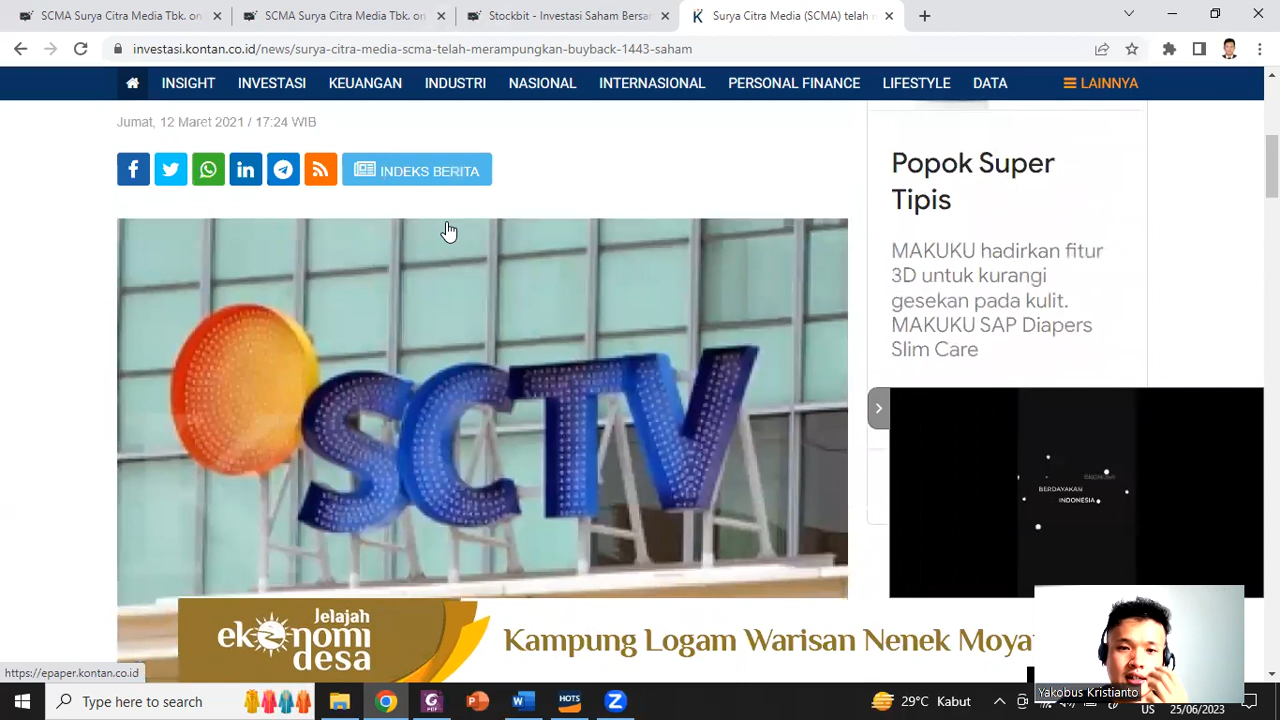 SCMA Surya Citra Media Tbk. on
SCMA Surya Citra Media Tbk. on
Stockbit - Investasi Saham Bersa
Surya Citra Media (SCMA) telah
investasi.kontan.co.id/news/surya-citra-media-scma-telah-merampungkan-buyback-1443-saham
INSIGHT INVESTASI KEUANGAN INDUSTRI NASIONAL INTERNASIONAL PERSONAL FINANCE LIFESTYLE DATA LAINNYA
Jumat, 12 Maret 2021 / 17:24 WIB
INDEKS BERITA
SCTV
Popok Super
Tipis
MAKUKU hadirkan fitur
3D untuk kurangi
gesekan pada kulit.
MAKUKU SAP Diapers
Slim Care
BERDAYAKAN
INDONESIA
Jelajah
ekonomi
desa
Kampung Logam Warisan Nenek Moya
https://epaper.kontan.co.id
Yakobus Kristianto
Type here to search
HOTS
29°C Kabut
US
25/06/2023